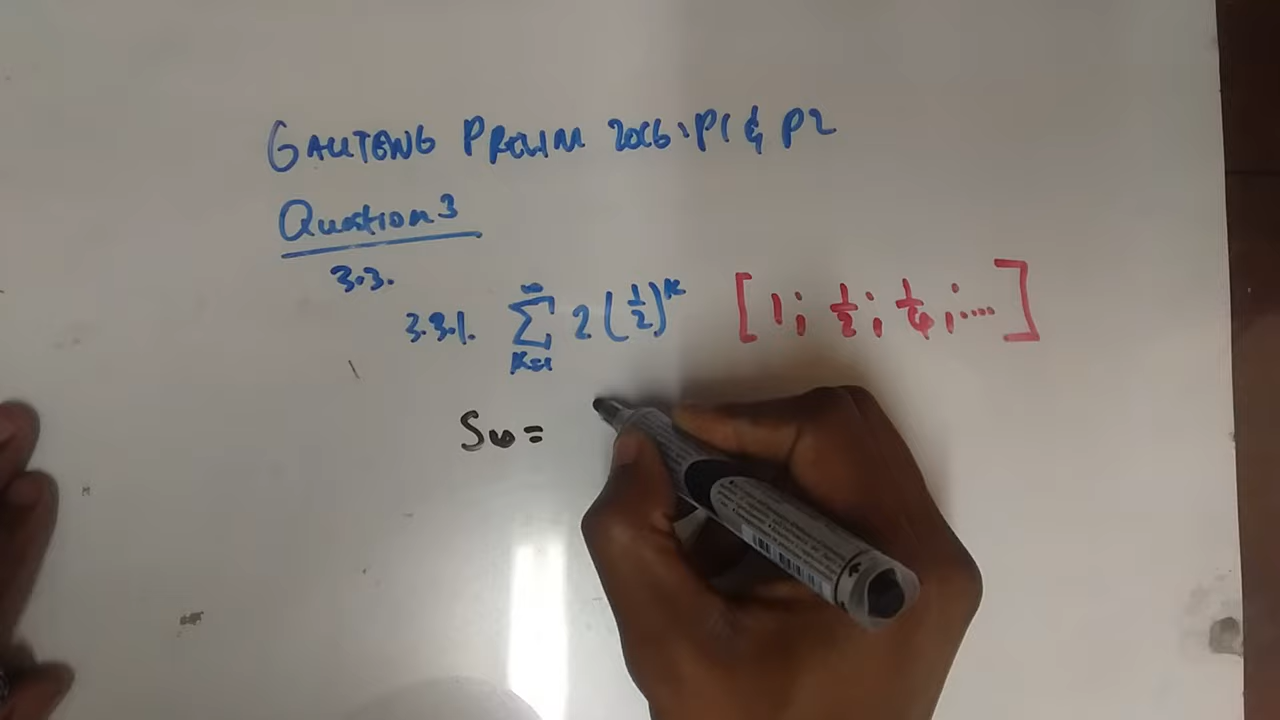 GAUTENG PRELIM 2016: P1 & P2
Question 3
3.3.
3.3.1. ∑ 2(1/2)^k [1; 1/2; 1/4; ....]
∞
K=1
S∞ =